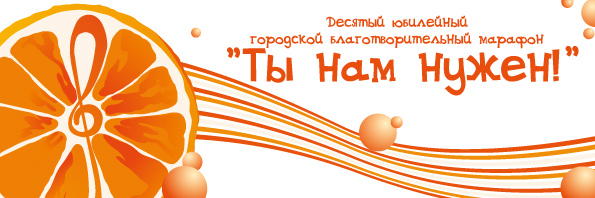 Десятый юбилейный
городской благотворительный марафон
"Ты нам нужен!"